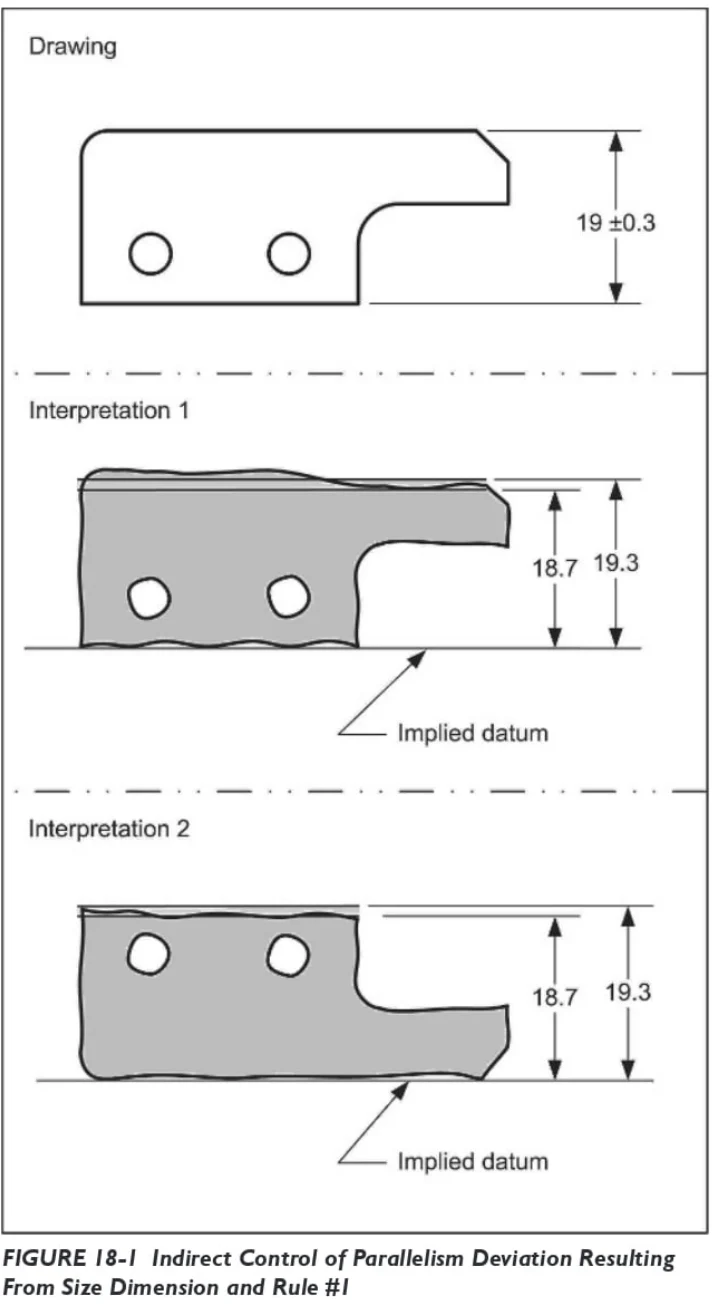 Drawing
19 ±0.3
Interpretation 1
18.7 19.3
Implied datum
Interpretation 2
18.7 19.3
Implied datum
FIGURE 18-1 Indirect Control of Parallelism Deviation Resulting
From Size Dimension and Rule #1